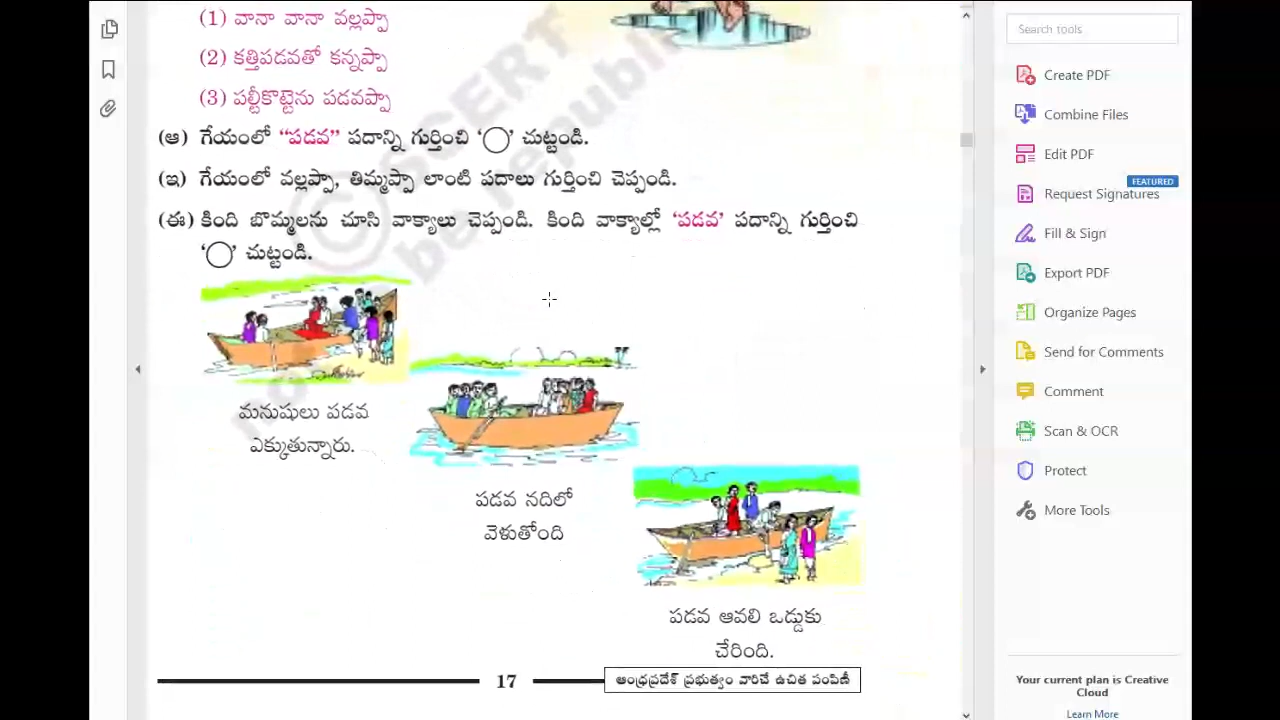 (1) వానా వానా వల్లప్పా
(2) కత్తిపడవతో కన్నప్పా
(3) పల్టీకొట్టెను పడవప్పా
(ఆ) గేయంలో “పడవ” పదాన్ని గుర్తించి ‘◯’ చుట్టండి.
(ఇ) గేయంలో వల్లప్పా, తిమ్మప్పా లాంటి పదాలు గుర్తించి చెప్పండి.
(ఈ) కింది బొమ్మలను చూసి వాక్యాలు చెప్పండి. కింది వాక్యాల్లో ‘పడవ’ పదాన్ని గుర్తించి
‘◯’ చుట్టండి.
మనుషులు పడవ
ఎక్కుతున్నారు.
పడవ నదిలో
వెళుతోంది
పడవ ఆవలి ఒడ్డుకు
చేరింది.
17
ఆంధ్రప్రదేశ్ ప్రభుత్వం వారిచే ఉచిత పంపిణీ
Search tools
Create PDF
Combine Files
Edit PDF
FEATURED
Request Signatures
Fill & Sign
Export PDF
Organize Pages
Send for Comments
Comment
Scan & OCR
Protect
More Tools
Your current plan is Creative
Cloud
Learn More